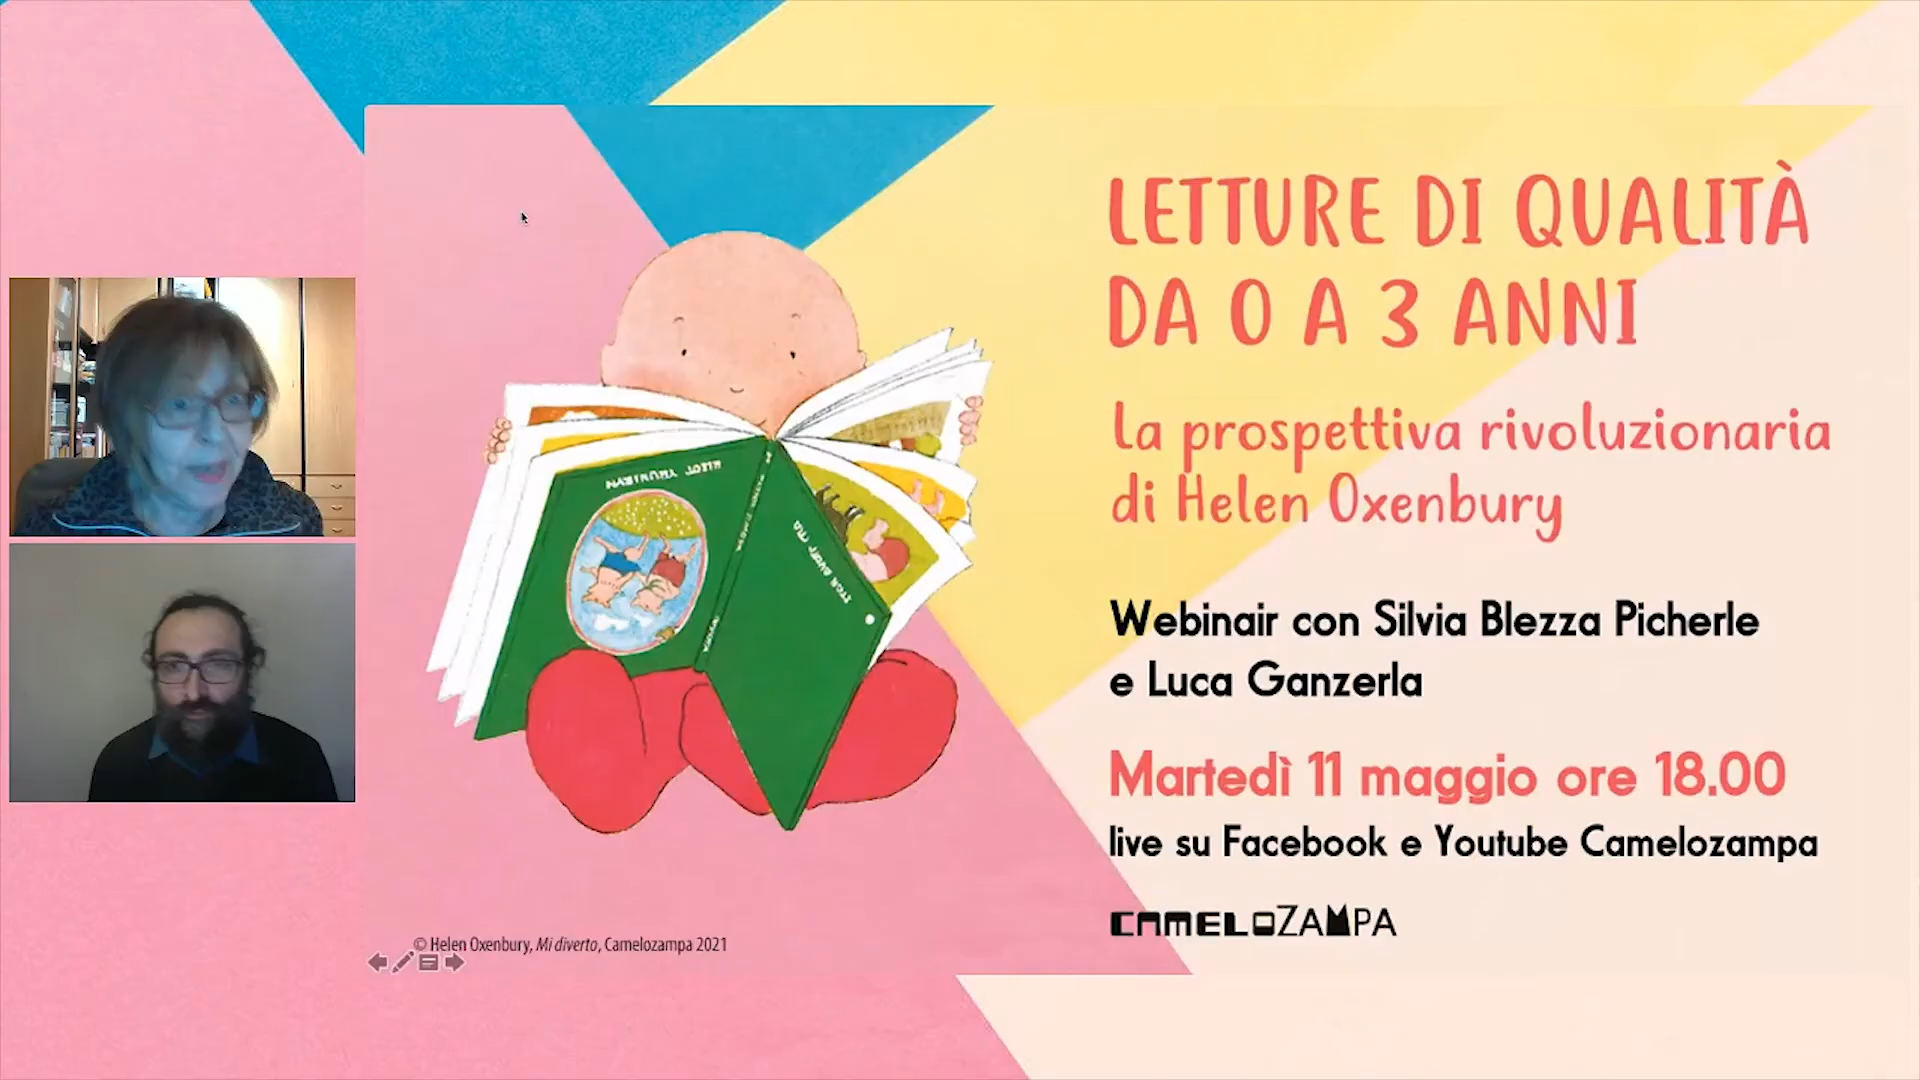 LETTURE DI QUALITÀ
DA 0 A 3 ANNI
La prospettiva rivoluzionaria
di Helen Oxenbury
Webinair con Silvia Blezza Picherle
e Luca Ganzerla
Martedì 11 maggio ore 18.00
live su Facebook e Youtube Camelozampa
CAMELOZAMPA
© Helen Oxenbury, Mi diverto, Camelozampa 2021